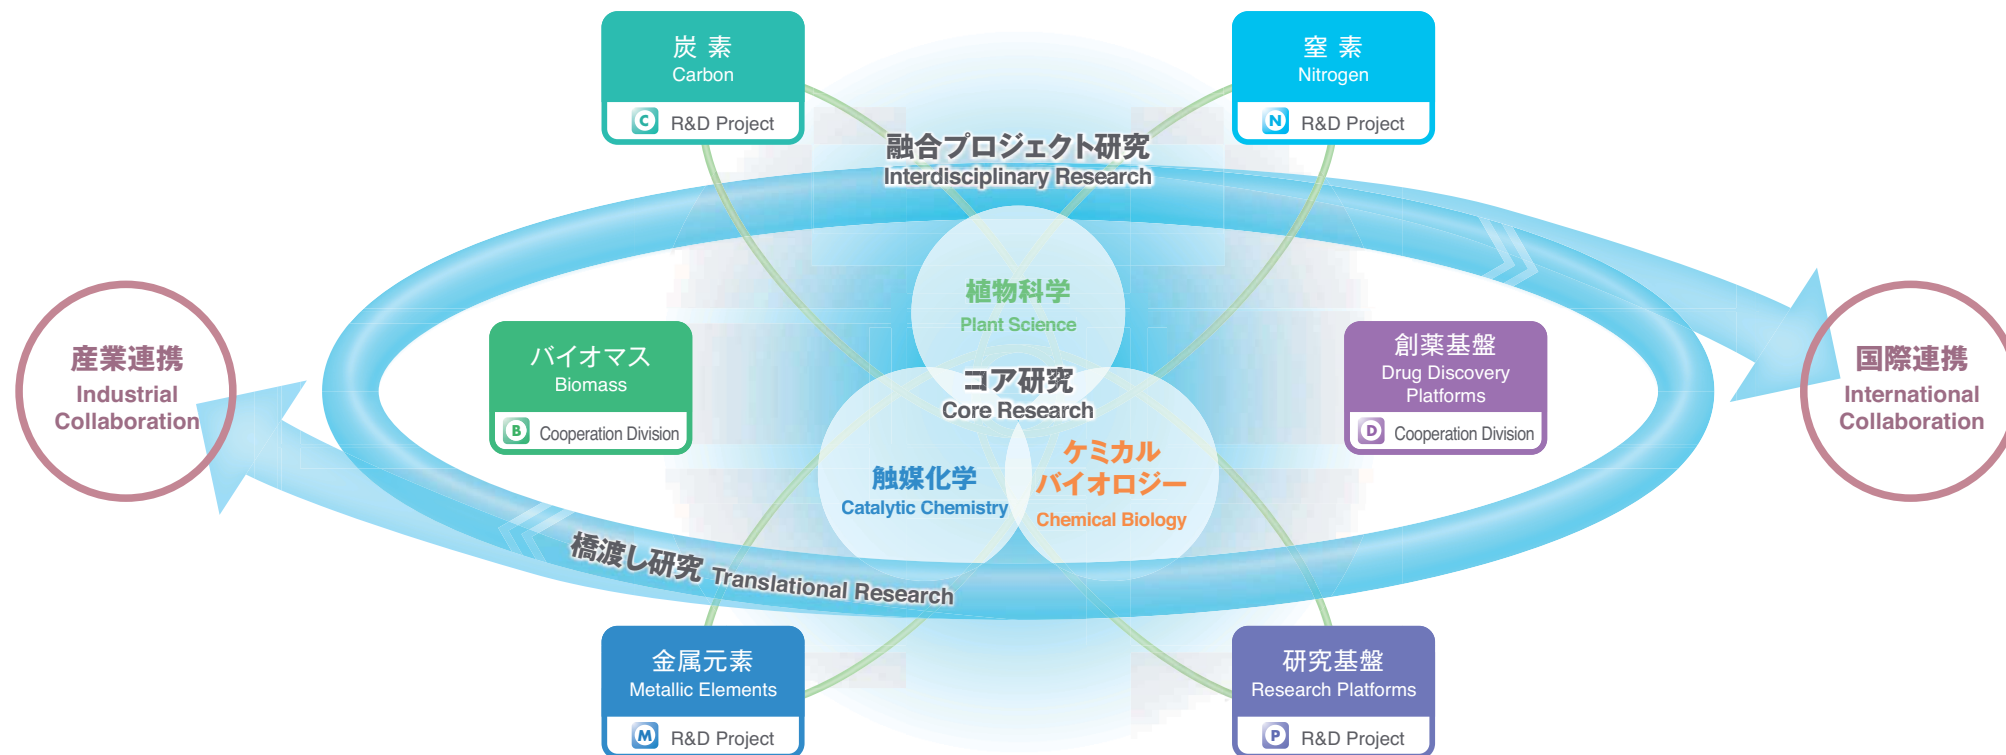 炭素
Carbon
C R&D Project
窒素
Nitrogen
N R&D Project
融合プロジェクト研究
Interdisciplinary Research
植物科学
Plant Science
産業連携
Industrial
Collaboration
バイオマス
Biomass
B Cooperation Division
コア研究
Core Research
創薬基盤
Drug Discovery
Platforms
D Cooperation Division
国際連携
International
Collaboration
触媒化学
Catalytic Chemistry
ケミカル
バイオロジー
Chemical Biology
橋渡し研究 Translational Research
金属元素
Metallic Elements
M R&D Project
研究基盤
Research Platforms
P R&D Project